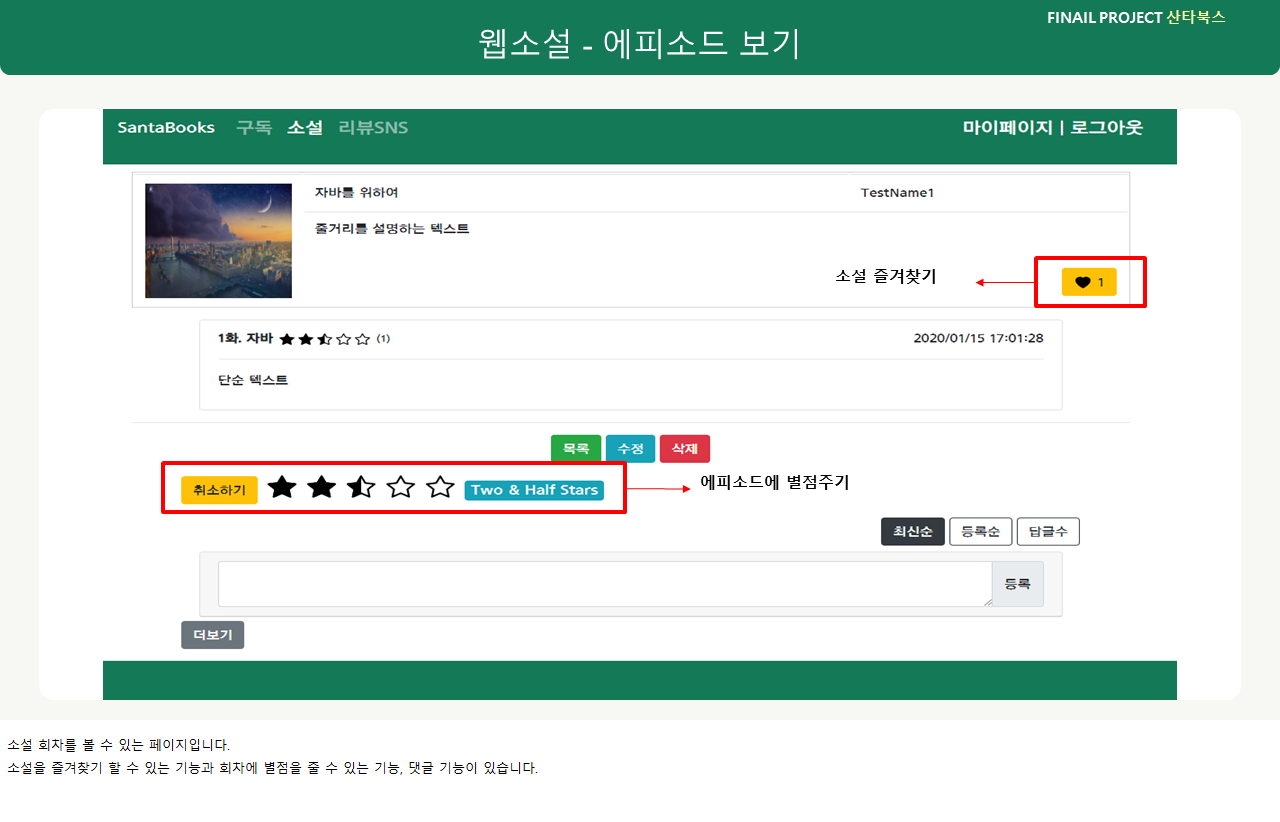 FINAIL PROJECT 산타북스
웹소설 - 에피소드 보기
SantaBooks 구독 소설 리뷰SNS 마이페이지 | 로그아웃
자바를 위하여 TestName1
줄거리를 설명하는 텍스트
소설 즐겨찾기 1
1화. 자바 (1) 2020/01/15 17:01:28
단순 텍스트
목록 수정 삭제
취소하기 Two & Half Stars 에피소드에 별점주기
최신순 등록순 답글수
등록
더보기
소설 회차를 볼 수 있는 페이지입니다.
소설을 즐겨찾기 할 수 있는 기능과 회차에 별점을 줄 수 있는 기능, 댓글 기능이 있습니다.